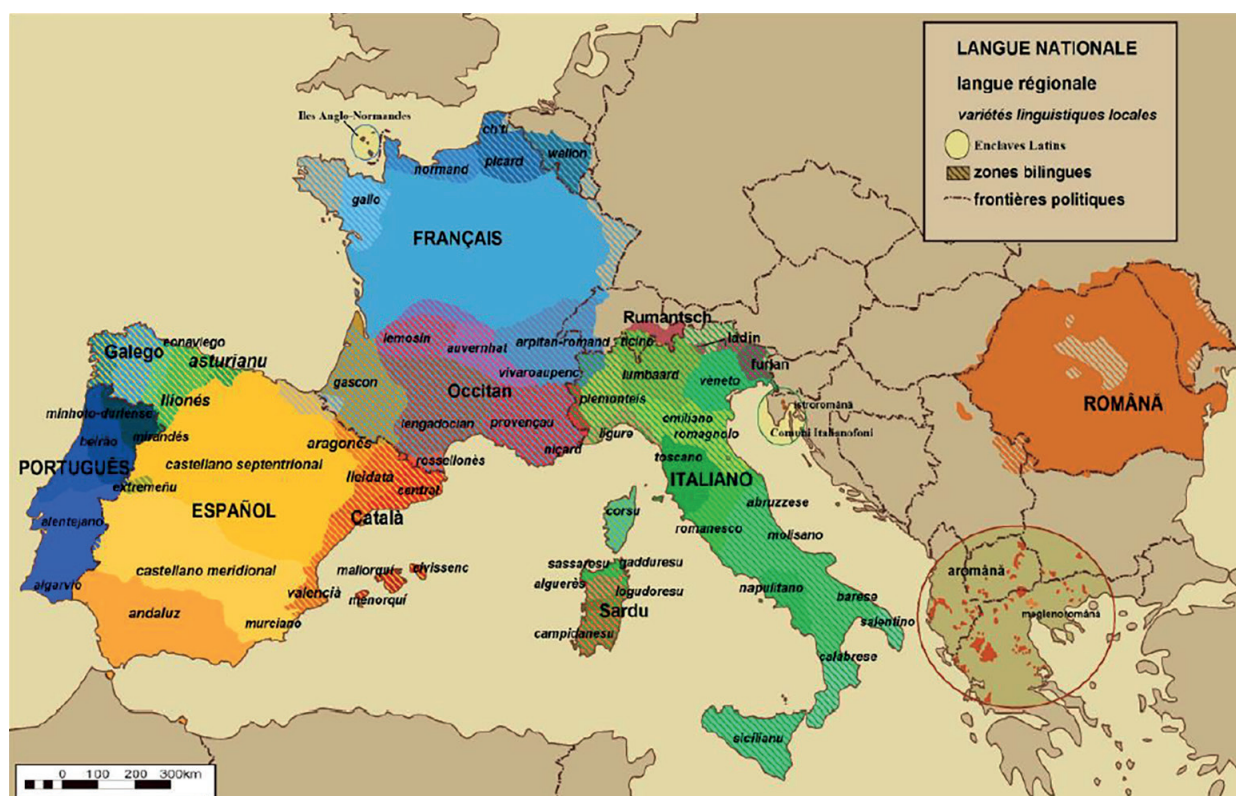 LANGUE NATIONALE
langue régionale
variétés linguistiques locales
Enclaves Latins
zones bilingues
frontières politiques
Iles Anglo-Normandes
ch'ti
picard
wallon
normand
gallo
FRANÇAIS
Rumantsch
ladin
furlan
ticino
arpitan-romand
lemosin
auvernhat
vivaroaupenc
Galego
eonaviego
asturianu
llionés
gascon
Occitan
lumbaard
vèneto
piemonteis
istroromână
Comuni Italianofoni
ROMÂNĂ
minhoto-duriense
mirandés
beirão
lengadocian
provençau
emiliano
romagnolo
ligure
niçard
aragonés
rossellonès
castellano septentrional
PORTUGUÊS
lleidatà
central
toscano
ITALIANO
extremeñu
ESPAÑOL
Català
corsu
abruzzese
romanesco
molisano
alentejano
castellano meridional
mallorquí
eivissenc
menorquí
valencià
algarvio
andaluz
murciano
sassaresu
gadduresu
alguerès
logudoresu
Sardu
campidanesu
napulitano
barese
salentino
calabrese
sicilianu
aromână
meglenoromână
0 100 200 300km